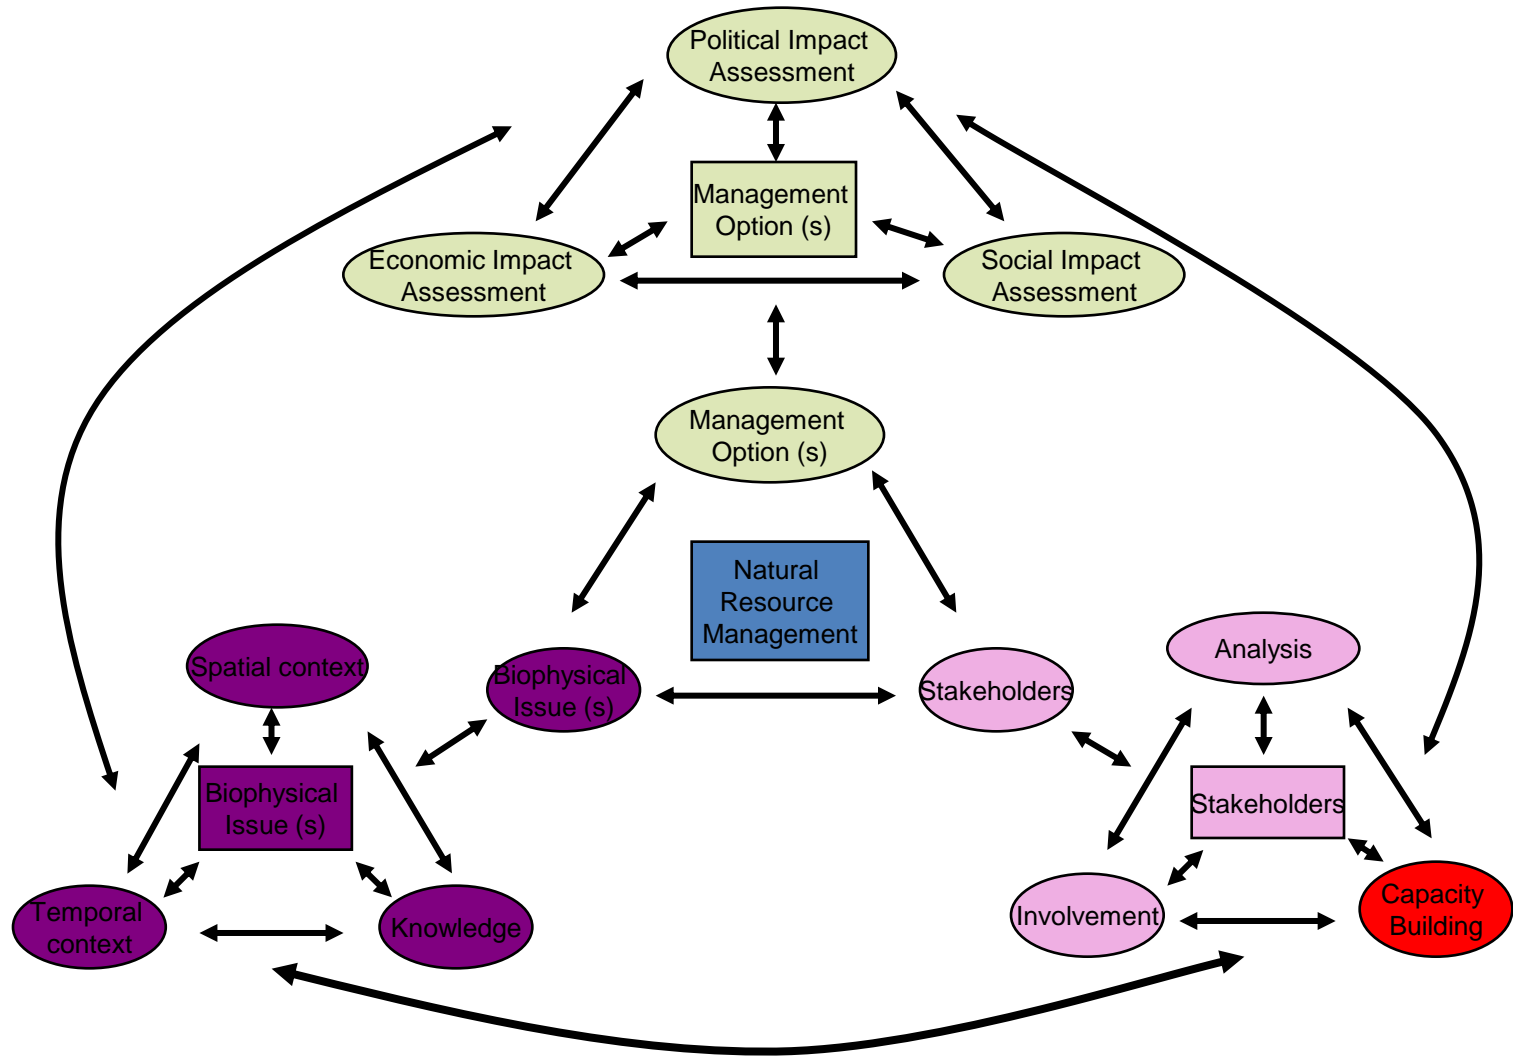 Political Impact
Assessment
Management
Option (s)
Economic Impact
Assessment
Social Impact
Assessment
Management
Option (s)
Natural
Resource
Management
Spatial context
Biophysical
Issue (s)
Stakeholders
Analysis
Biophysical
Issue (s)
Stakeholders
Temporal
context
Knowledge
Involvement
Capacity
Building